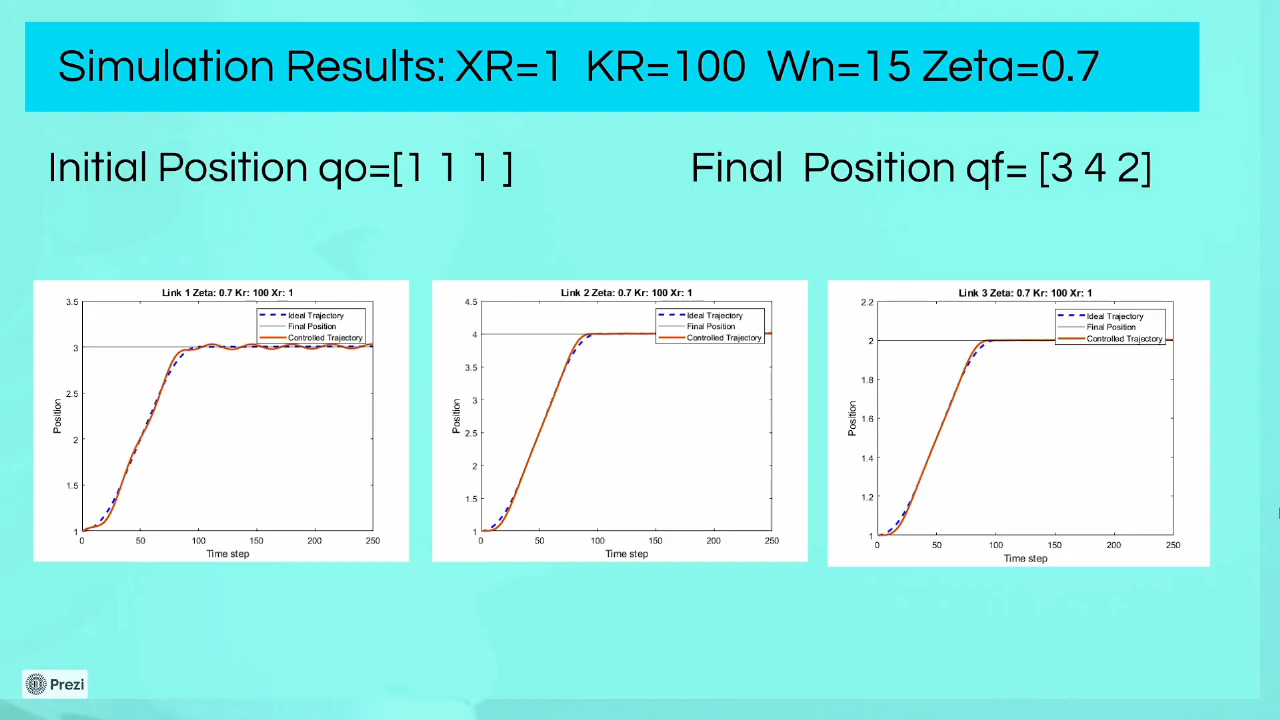 Simulation Results: XR=1 KR=100 Wn=15 Zeta=0.7
Initial Position qo=[1 1 1 ]
Final Position qf= [3 4 2]
Link 1 Zeta: 0.7 Kr: 100 Xr: 1
3.5
3
2.5
2
1.5
1
Position
Ideal Trajectory
Final Position
Controlled Trajectory
0 50 100 150 200 250
Time step
Link 2 Zeta: 0.7 Kr: 100 Xr: 1
4.5
4
3.5
3
2.5
2
1.5
1
Position
Ideal Trajectory
Final Position
Controlled Trajectory
0 50 100 150 200 250
Time step
Link 3 Zeta: 0.7 Kr: 100 Xr: 1
2.2
2
1.8
1.6
1.4
1.2
1
Position
Ideal Trajectory
Final Position
Controlled Trajectory
0 50 100 150 200 250
Time step
Prezi